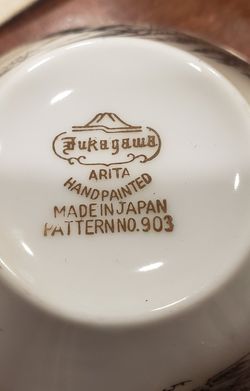 Fukagawa
ARITA
HANDPAINTED
MADE IN JAPAN
PATTERN NO. 903